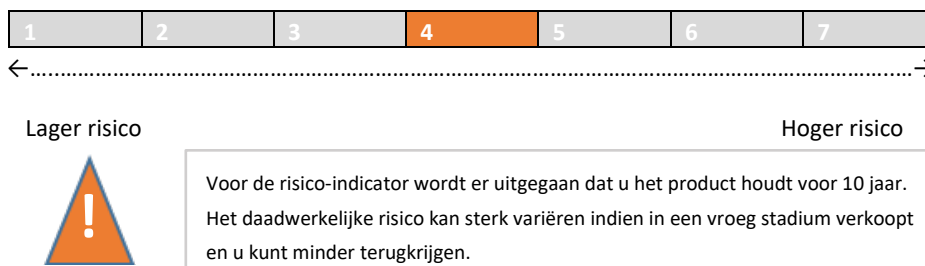 1 2 3 4 5 6 7
Lager risico Hoger risico
!
Voor de risico-indicator wordt er uitgegaan dat u het product houdt voor 10 jaar.
Het daadwerkelijke risico kan sterk variëren indien in een vroeg stadium verkoopt
en u kunt minder terugkrijgen.